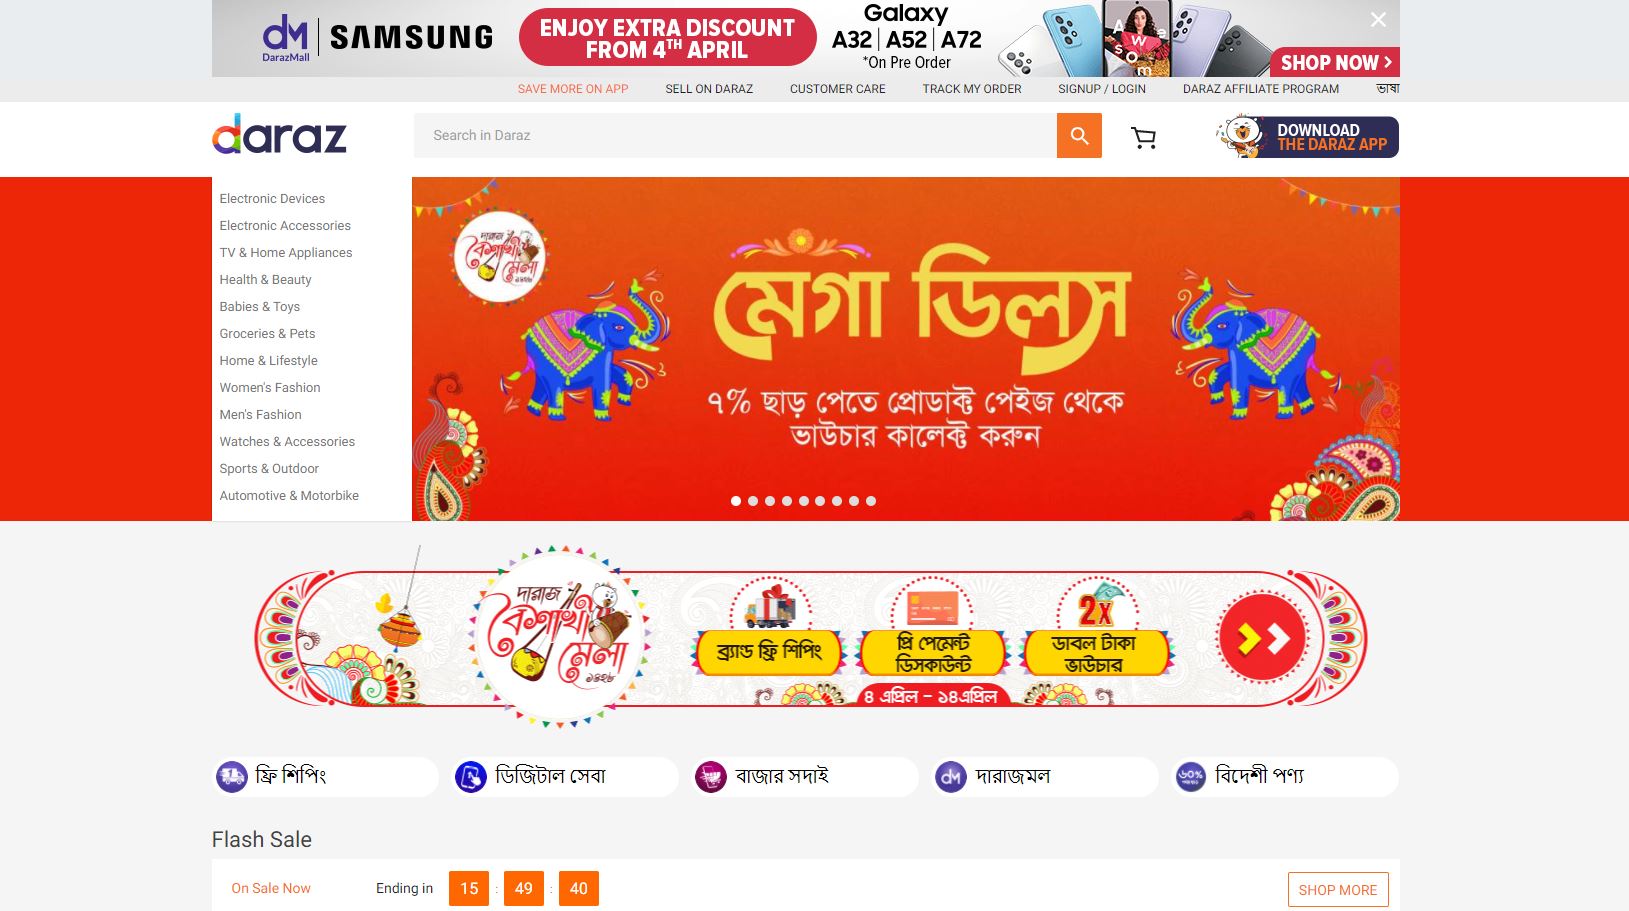 dM
DarazMall
SAMSUNG
ENJOY EXTRA DISCOUNT
FROM 4TH APRIL
Galaxy
A32 | A52 | A72
*On Pre Order
Awesom
SHOP NOW >
SAVE MORE ON APP
SELL ON DARAZ
CUSTOMER CARE
TRACK MY ORDER
SIGNUP / LOGIN
DARAZ AFFILIATE PROGRAM
ভাষা
daraz
Search in Daraz
DOWNLOAD
THE DARAZ APP
Electronic Devices
Electronic Accessories
TV & Home Appliances
Health & Beauty
Babies & Toys
Groceries & Pets
Home & Lifestyle
Women's Fashion
Men's Fashion
Watches & Accessories
Sports & Outdoor
Automotive & Motorbike
দারাজ
বৈশাখী
মেলা
১৪২৮
মেগা ডিলস
৭% ছাড় পেতে প্রোডাক্ট পেইজ থেকে
ভাউচার কালেক্ট করুন
দারাজ
বৈশাখী
মেলা
১৪২৮
ব্র্যান্ড ফ্রি শিপিং
প্রি পেমেন্ট
ডিসকাউন্ট
2X
ডাবল টাকা
ভাউচার
৪ এপ্রিল - ১৪এপ্রিল
ফ্রি শিপিং
ডিজিটাল সেবা
বাজার সদাই
dM
দারাজমল
৬০%
বিদেশী পণ্য
Flash Sale
On Sale Now
Ending in
15 : 49 : 40
SHOP MORE